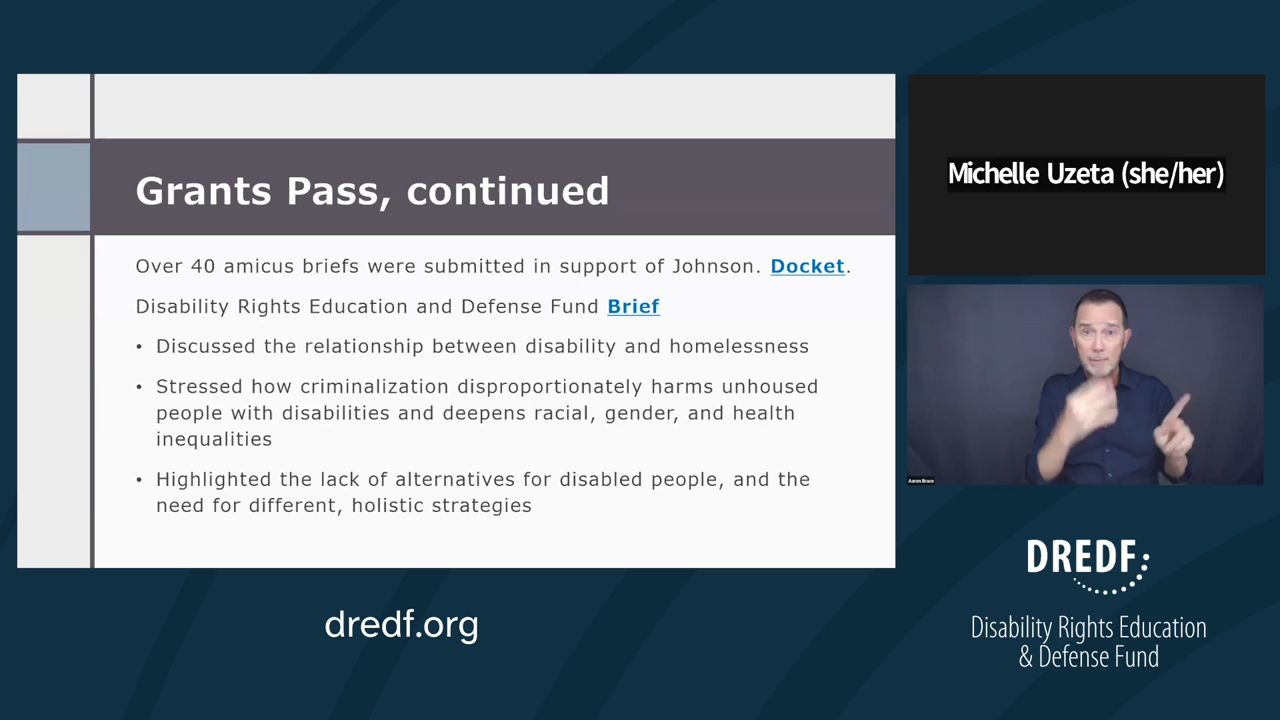 Grants Pass, continued
Over 40 amicus briefs were submitted in support of Johnson. Docket.
Disability Rights Education and Defense Fund Brief
• Discussed the relationship between disability and homelessness
• Stressed how criminalization disproportionately harms unhoused
people with disabilities and deepens racial, gender, and health
inequalities
• Highlighted the lack of alternatives for disabled people, and the
need for different, holistic strategies
Michelle Uzeta (she/her)
Aaron Brace
dredf.org
DREDF
Disability Rights Education
& Defense Fund